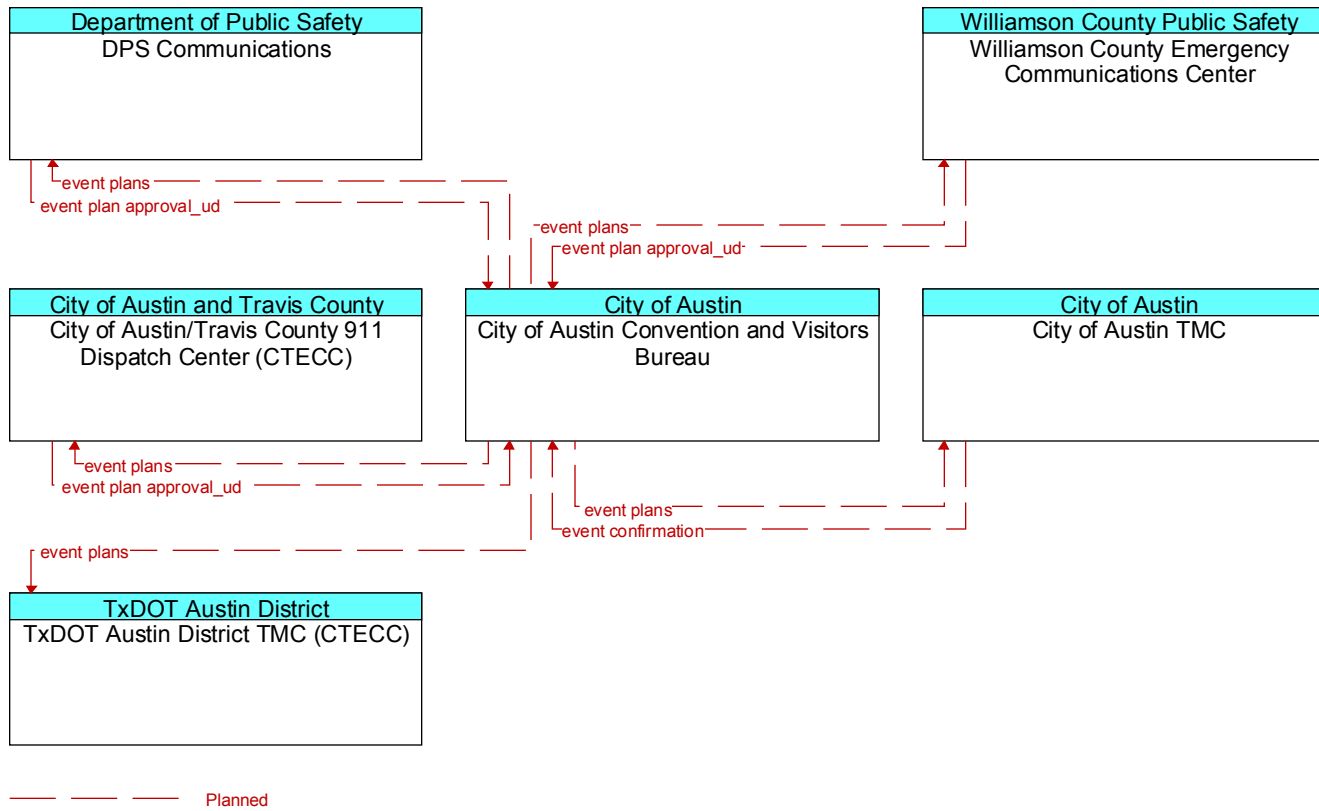 Department of Public Safety
DPS Communications
Williamson County Public Safety
Williamson County Emergency
Communications Center
event plans
event plan approval_ud
event plans
event plan approval_ud
City of Austin and Travis County
City of Austin/Travis County 911
Dispatch Center (CTECC)
City of Austin
City of Austin Convention and Visitors
Bureau
City of Austin
City of Austin TMC
event plans
event plan approval_ud
event plans
event confirmation
event plans
TxDOT Austin District
TxDOT Austin District TMC (CTECC)
Planned